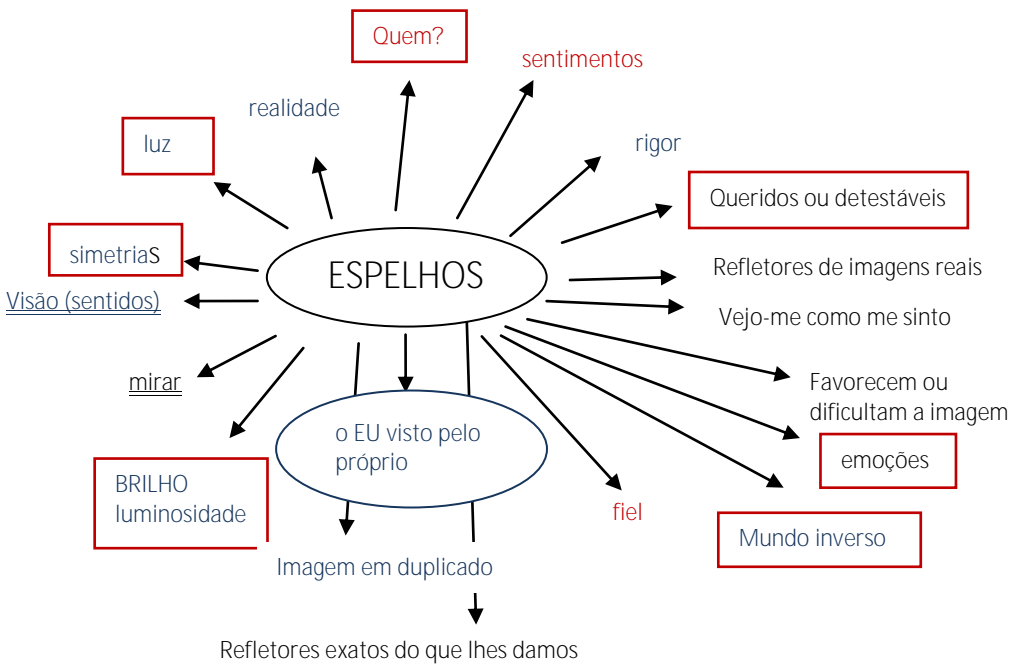 Quem?
sentimentos
realidade
luz
rigor
Queridos ou detestáveis
simetriaS
ESPELHOS
Refletores de imagens reais
Visão (sentidos)
Vejo-me como me sinto
mirar
Favorecem ou
dificultam a imagem
o EU visto pelo
próprio
emoções
BRILHO
luminosidade
fiel
Mundo inverso
Imagem em duplicado
Refletores exatos do que lhes damos